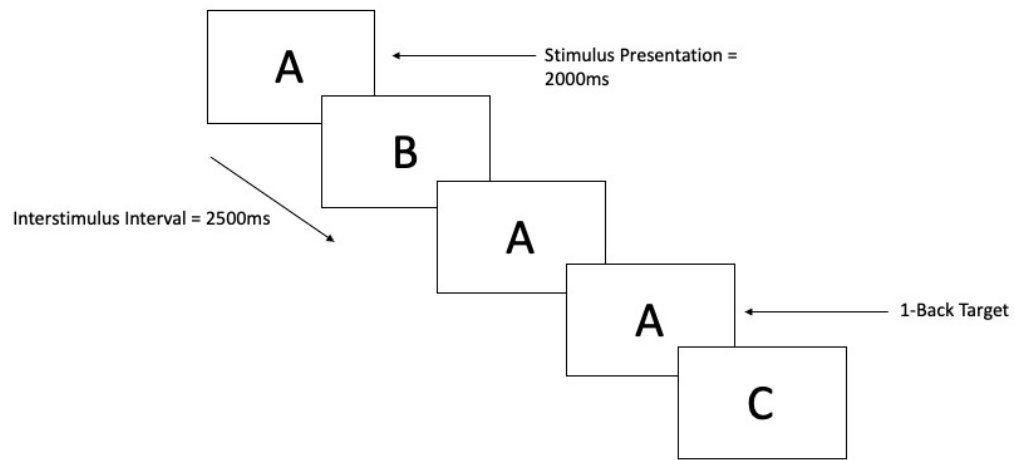 A
Stimulus Presentation =
2000ms
B
Interstimulus Interval = 2500ms
A
A
1-Back Target
C